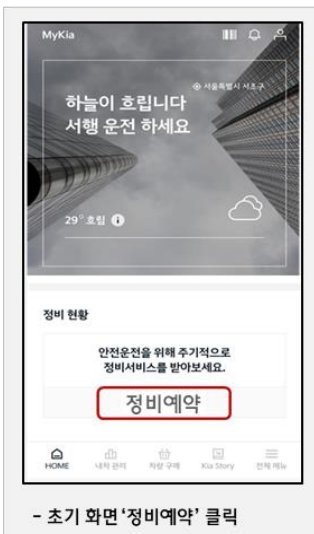 MyKia
서울특별시 서초구
하늘이 흐립니다
서행 운전 하세요
29° 흐림
정비 현황
안전운전을 위해 주기적으로
정비서비스를 받아보세요.
정비예약
HOME 내차 관리 차량 구매 Kia Story 전체 메뉴
- 초기 화면 '정비예약' 클릭